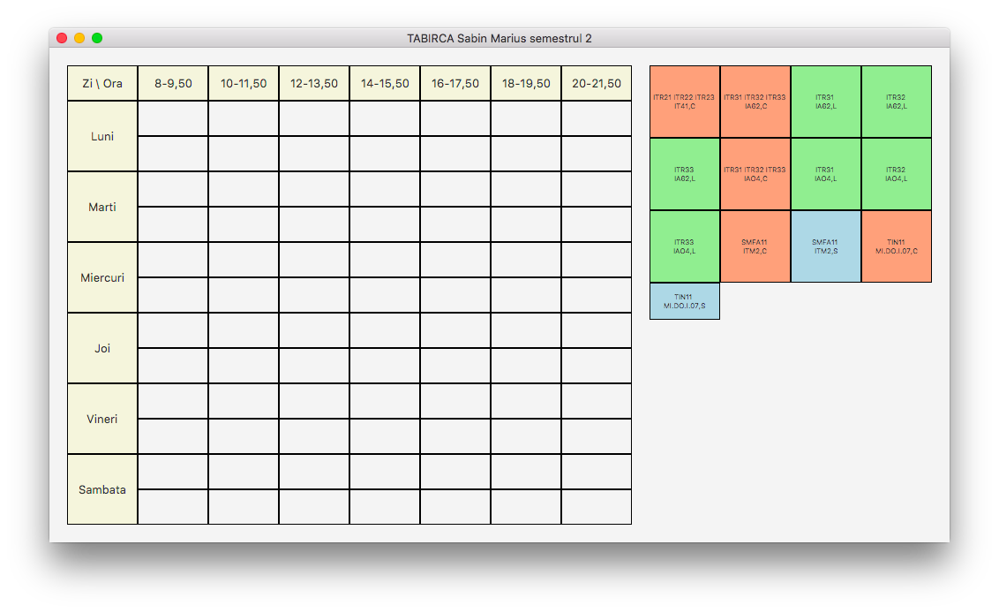 TABIRCA Sabin Marius semestrul 2
Zi \ Ora
8-9,50
10-11,50
12-13,50
14-15,50
16-17,50
18-19,50
20-21,50
Luni
Marti
Miercuri
Joi
Vineri
Sambata
ITR21 ITR22 ITR23
IT41,C
ITR31 ITR32 ITR33
IA62,C
ITR31
IA62,L
ITR32
IA62,L
ITR33
IA62,L
ITR31 ITR32 ITR33
IAO4,C
ITR31
IAO4,L
ITR32
IAO4,L
ITR33
IAO4,L
SMFA11
ITM2,C
SMFA11
ITM2,S
TIN11
MI.DO.I.07,C
TIN11
MI.DO.I.07,S